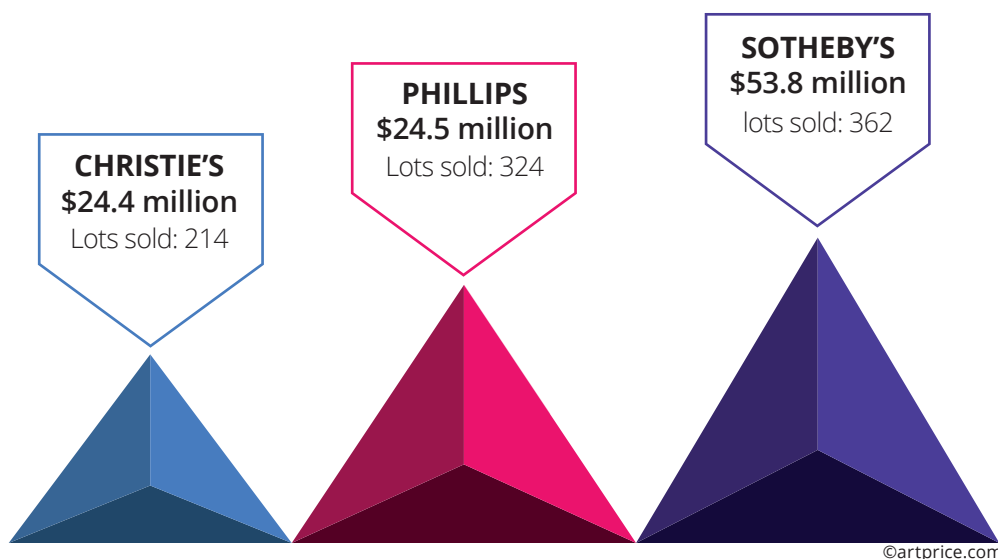 CHRISTIE’S
$24.4 million
Lots sold: 214
PHILLIPS
$24.5 million
Lots sold: 324
SOTHEBY’S
$53.8 million
lots sold: 362
©artprice.com